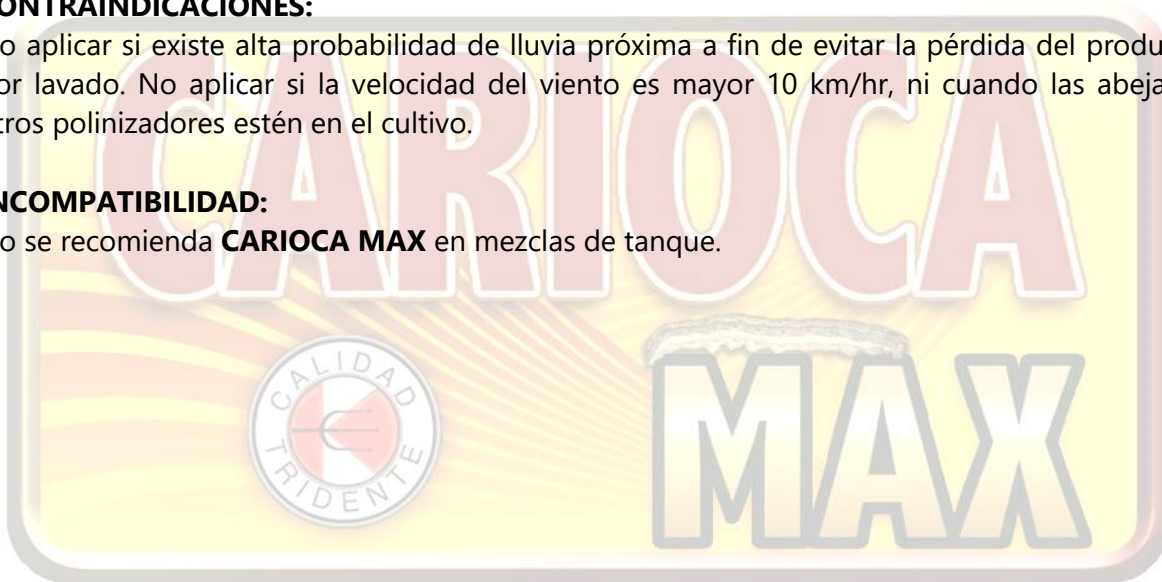 ONTRAINDICACIONES:
o aplicar si existe alta probabilidad de lluvia próxima a fin de evitar la pérdida del produ
or lavado. No aplicar si la velocidad del viento es mayor 10 km/hr, ni cuando las abeja
tros polinizadores estén en el cultivo.
NCOMPATIBILIDAD:
o se recomienda CARIOCA MAX en mezclas de tanque.
CARIOCA
MAX
CALIDAD
TRIDENTE